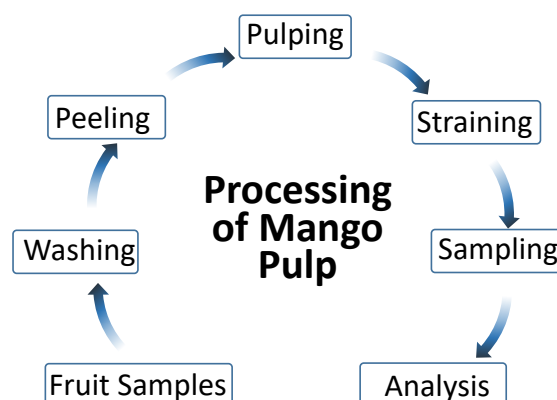 Pulping
Peeling
Straining
Processing
of Mango
Pulp
Washing
Sampling
Fruit Samples
Analysis